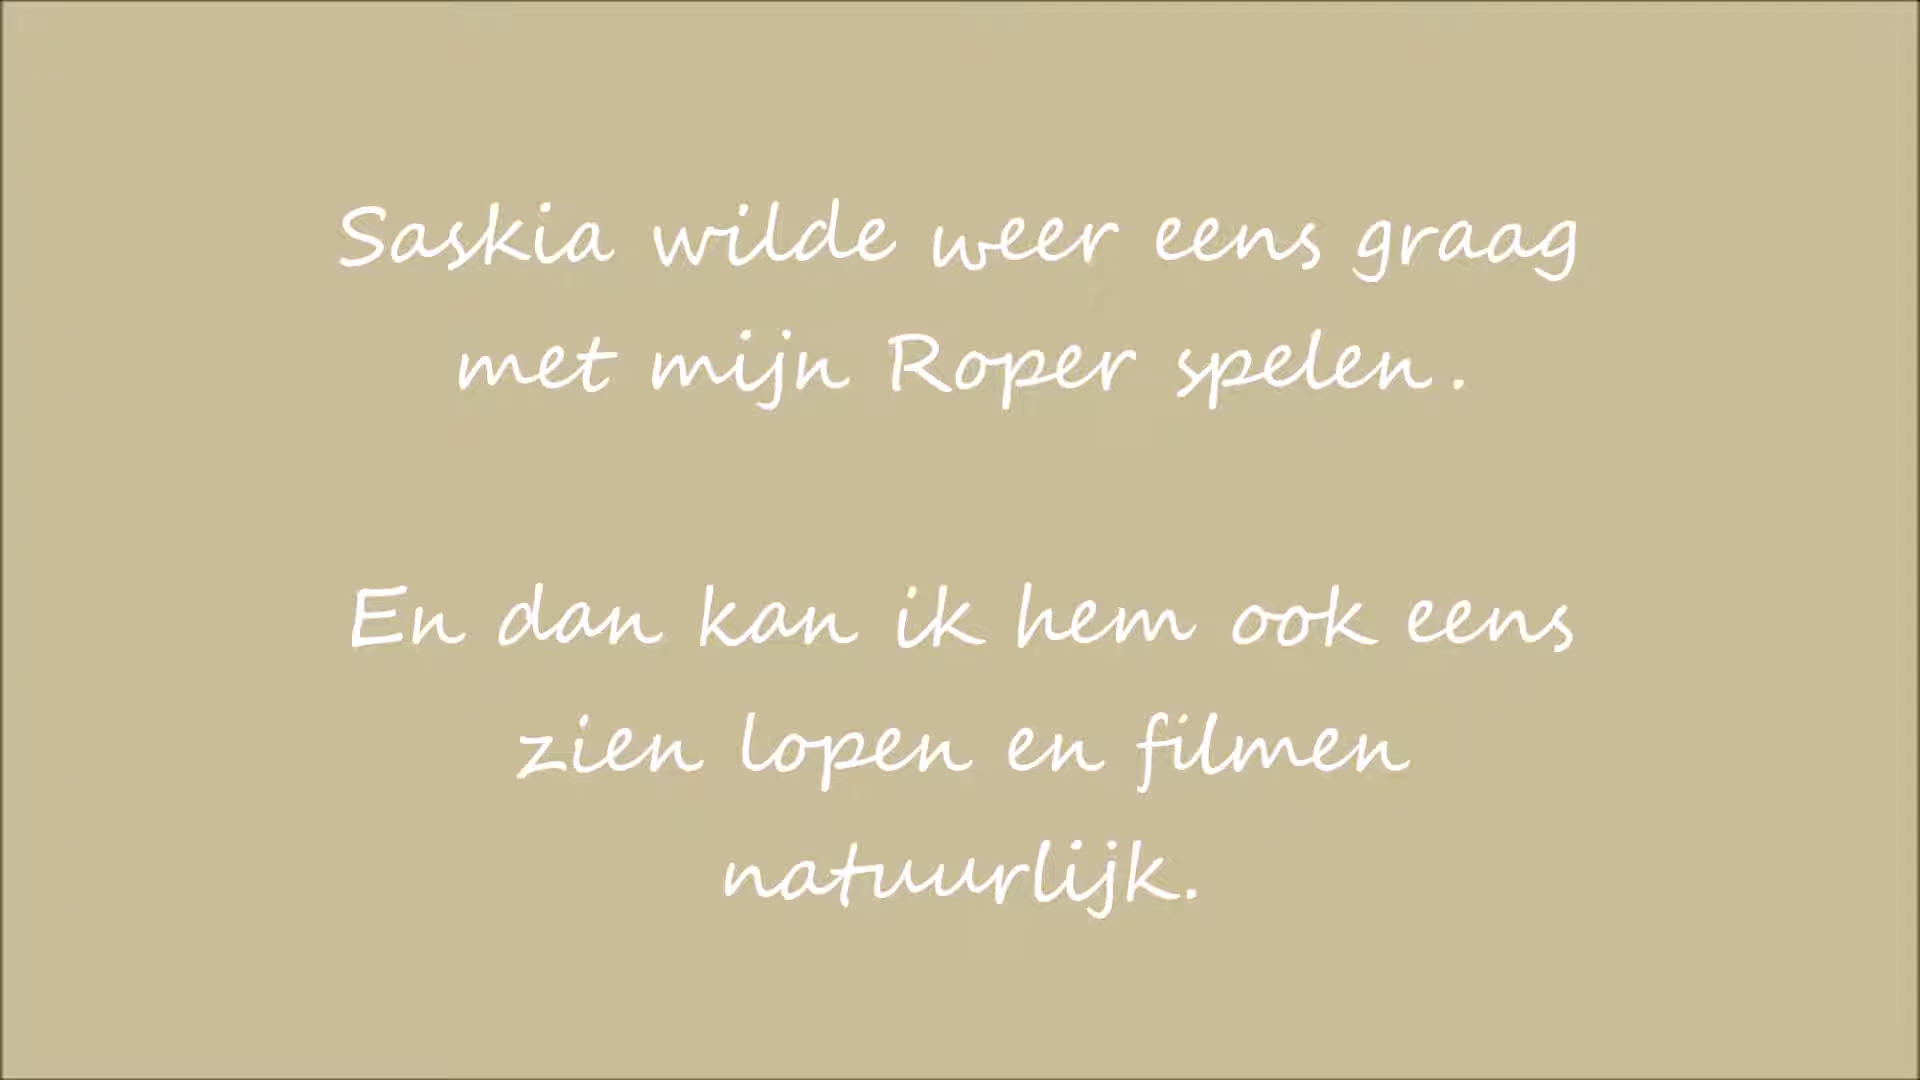 Saskia wilde weer eens graag
met mijn Roper spelen.
En dan kan ik hem ook eens
zien lopen en filmen
natuurlijk.